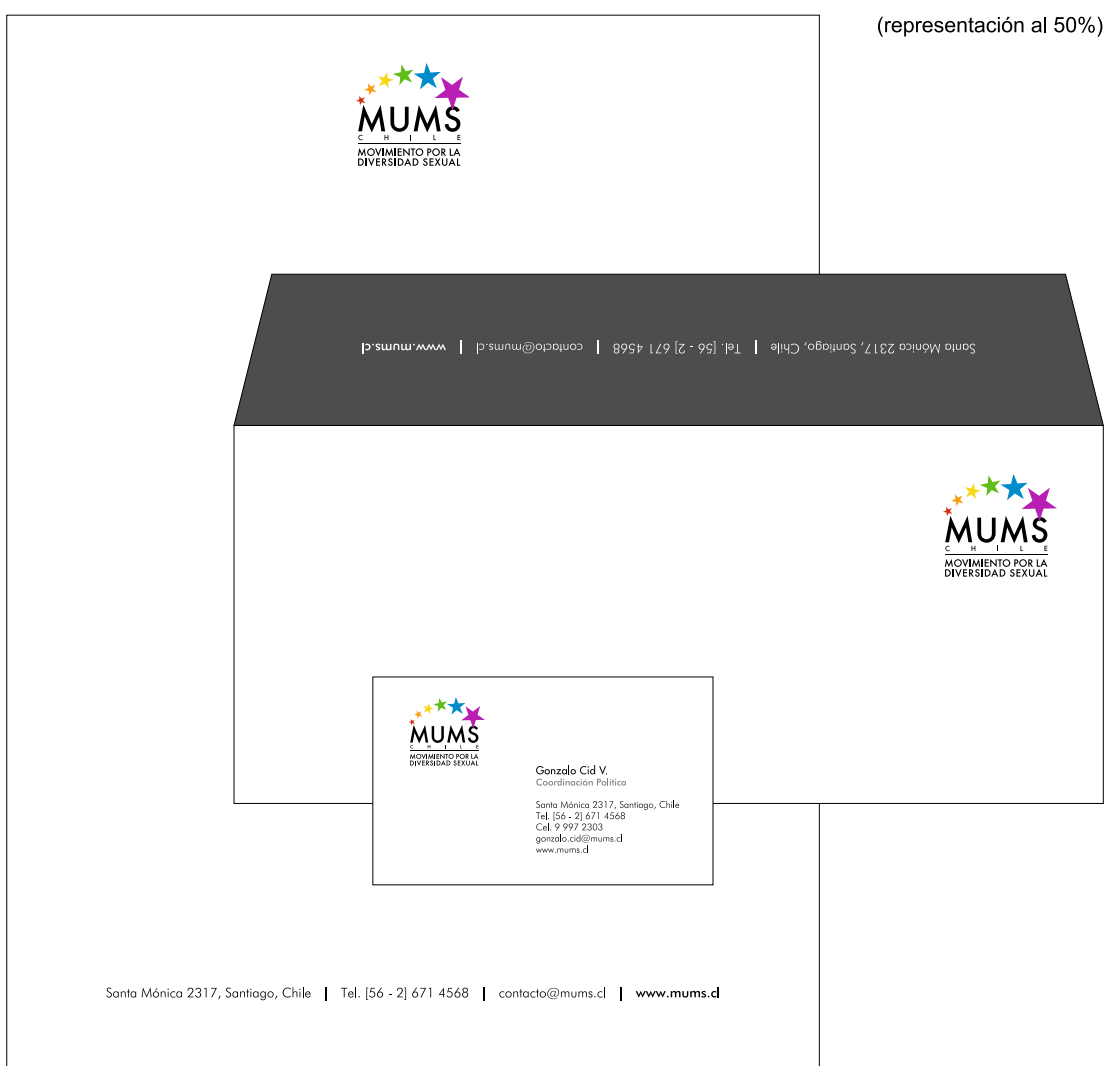 (representación al 50%)
MUMS
CHILE
MOVIMIENTO POR LA
DIVERSIDAD SEXUAL
Santa Mónica 2317, Santiago, Chile | Tel. [56 - 2] 671 4568 | contacto@mums.cl | www.mums.cl
MUMS
CHILE
MOVIMIENTO POR LA
DIVERSIDAD SEXUAL
MUMS
CHILE
MOVIMIENTO POR LA
DIVERSIDAD SEXUAL
Gonzalo Cid V.
Coordinación Política
Santa Mónica 2317, Santiago, Chile
Tel. [56 - 2] 671 4568
Cel. 9 997 2303
gonzalo.cid@mums.cl
www.mums.cl
Santa Mónica 2317, Santiago, Chile | Tel. [56 - 2] 671 4568 | contacto@mums.cl | www.mums.cl